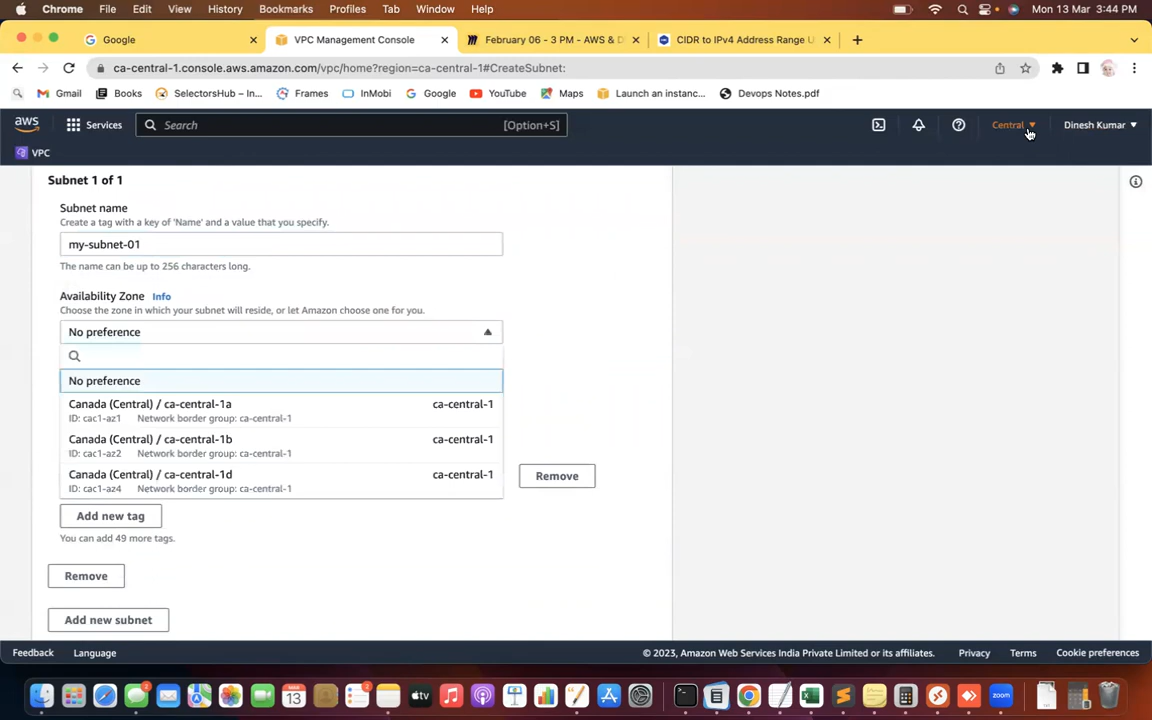 Chrome File Edit View History Bookmarks Profiles Tab Window Help Mon 13 Mar 3:44 PM
Google VPC Management Console February 06 - 3 PM - AWS & D CIDR to IPv4 Address Range U
ca-central-1.console.aws.amazon.com/vpc/home?region=ca-central-1#CreateSubnet:
Gmail Books SelectorsHub – In... Frames InMobi Google YouTube Maps Launch an instanc... Devops Notes.pdf
aws Services Search [Option+S] Central Dinesh Kumar
VPC
Subnet 1 of 1
Subnet name
Create a tag with a key of 'Name' and a value that you specify.
my-subnet-01
The name can be up to 256 characters long.
Availability Zone Info
Choose the zone in which your subnet will reside, or let Amazon choose one for you.
No preference
No preference
Canada (Central) / ca-central-1a ca-central-1
ID: cac1-az1 Network border group: ca-central-1
Canada (Central) / ca-central-1b ca-central-1
ID: cac1-az2 Network border group: ca-central-1
Canada (Central) / ca-central-1d ca-central-1
ID: cac1-az4 Network border group: ca-central-1
Remove
Add new tag
You can add 49 more tags.
Remove
Add new subnet
Feedback Language © 2023, Amazon Web Services India Private Limited or its affiliates. Privacy Terms Cookie preferences